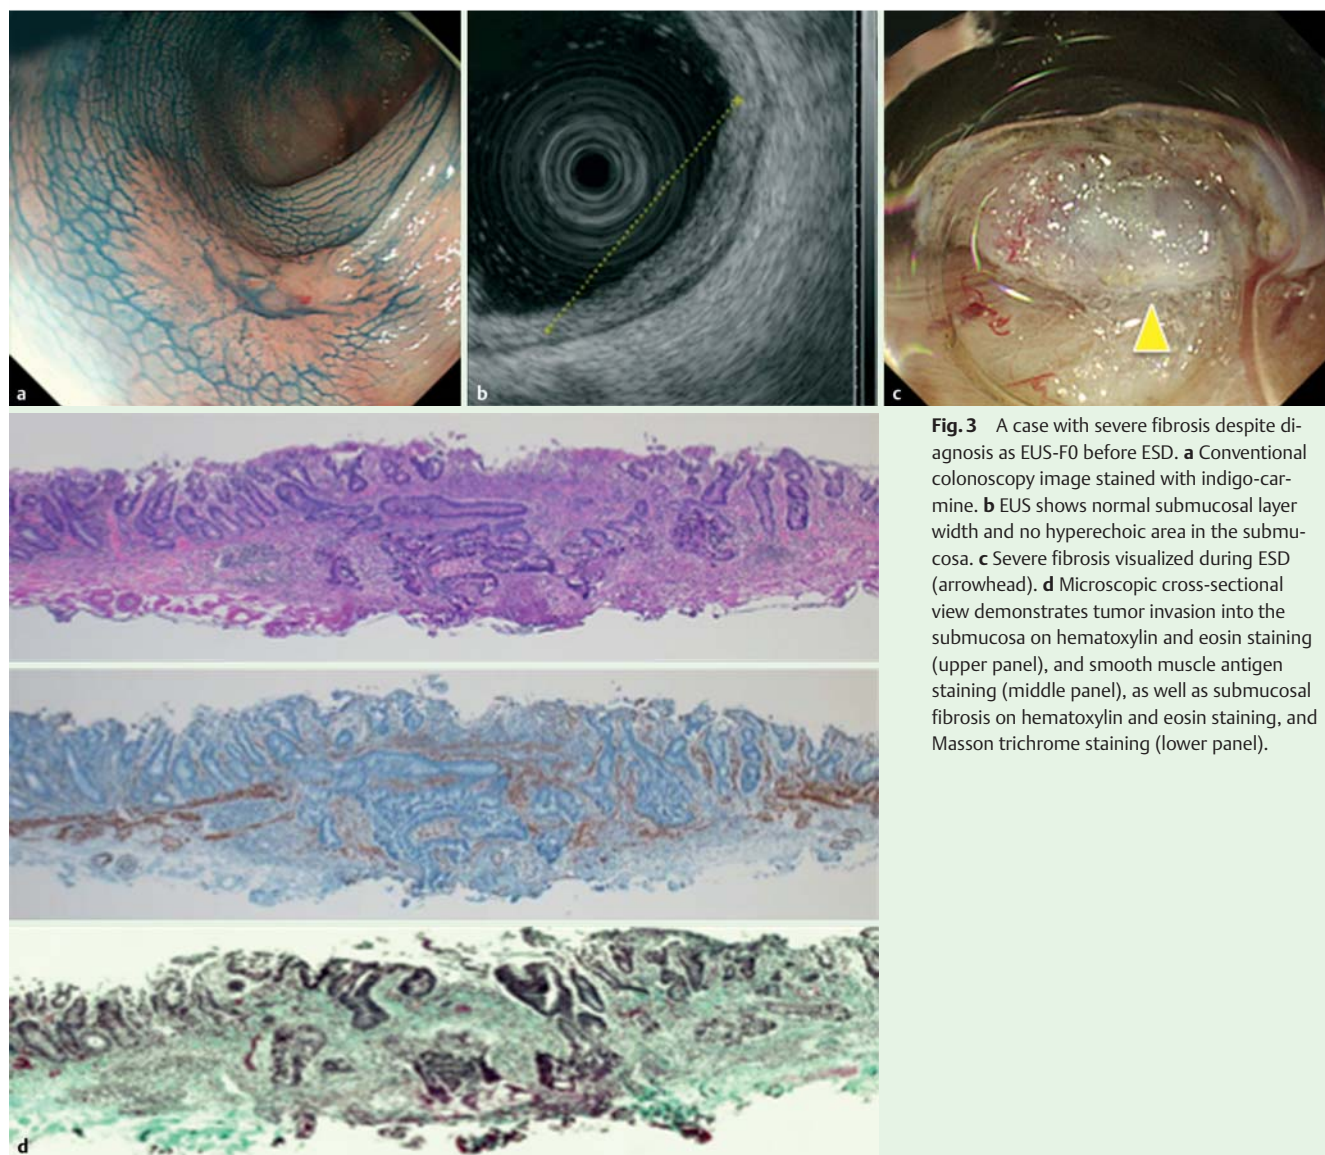 a
b
c
Fig. 3 A case with severe fibrosis despite di-
agnosis as EUS-F0 before ESD. a Conventional
colonoscopy image stained with indigo-car-
mine. b EUS shows normal submucosal layer
width and no hyperechoic area in the submu-
cosa. c Severe fibrosis visualized during ESD
(arrowhead). d Microscopic cross-sectional
view demonstrates tumor invasion into the
submucosa on hematoxylin and eosin staining
(upper panel), and smooth muscle antigen
staining (middle panel), as well as submucosal
fibrosis on hematoxylin and eosin staining, and
Masson trichrome staining (lower panel).
d